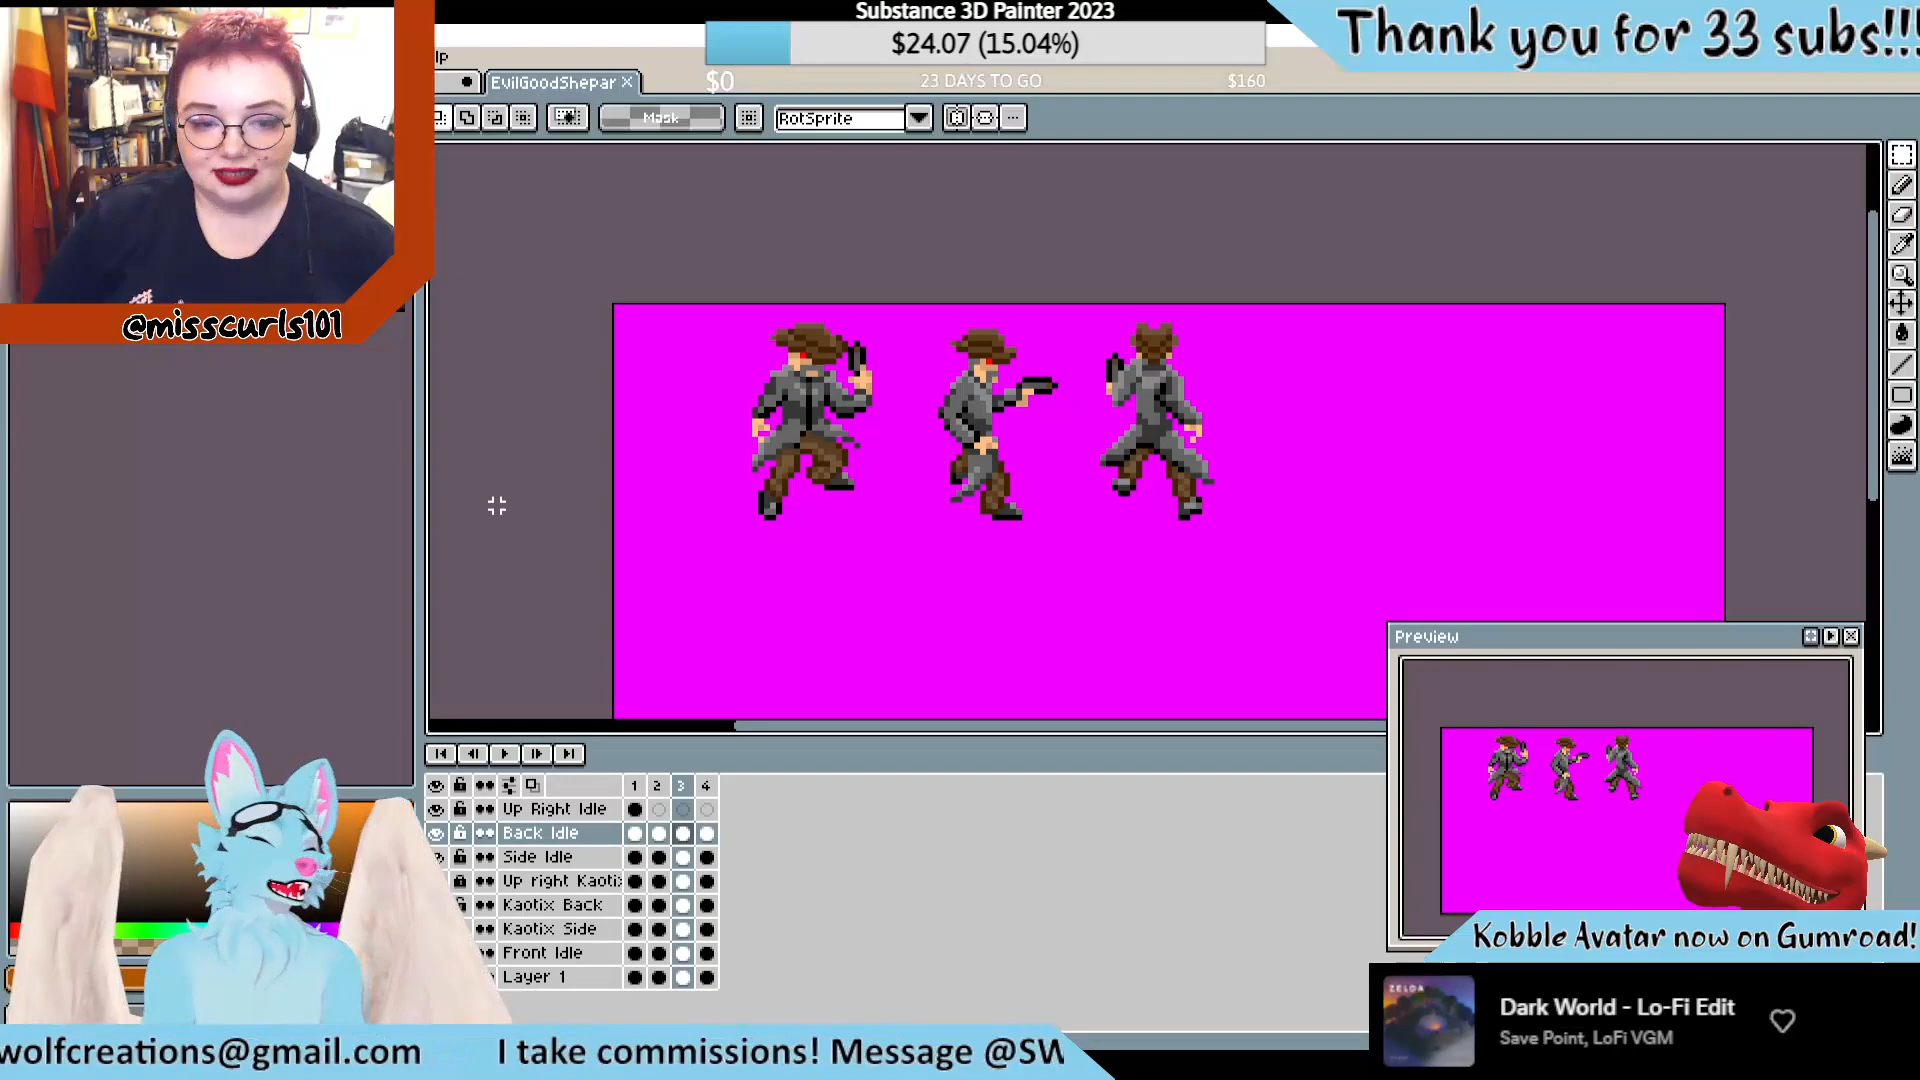 Substance 3D Painter 2023
$24.07 (15.04%)
$0
23 DAYS TO GO
$160
Thank you for 33 subs!!!
lp
EvilGoodShepar
Mask
RotSprite
@misscurls101
Preview
1 2 3 4
Up Right Idle
Back Idle
Side Idle
Up right Kaoti
Kaotix Back
Kaotix Side
Front Idle
Layer 1
Kobble Avatar now on Gumroad!
ZELDA
Dark World - Lo-Fi Edit
Save Point, LoFi VGM
wolfcreations@gmail.com
I take commissions! Message @SW